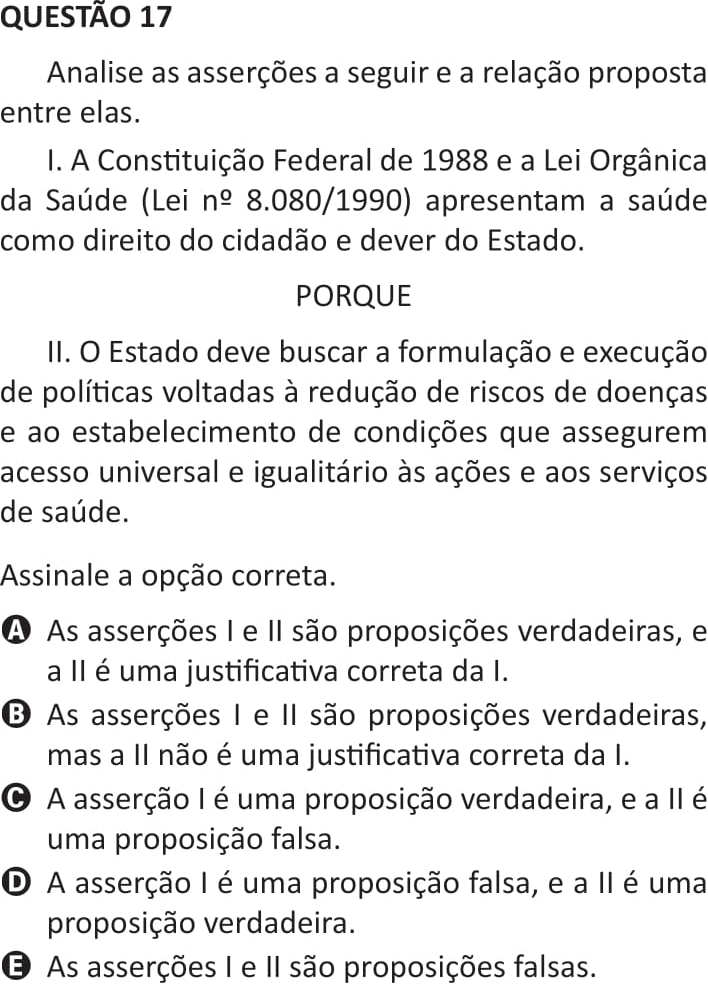 QUESTÃO 17
Analise as asserções a seguir e a relação proposta
entre elas.
I. A Constituição Federal de 1988 e a Lei Orgânica
da Saúde (Lei nº 8.080/1990) apresentam a saúde
como direito do cidadão e dever do Estado.
PORQUE
II. O Estado deve buscar a formulação e execução
de políticas voltadas à redução de riscos de doenças
e ao estabelecimento de condições que assegurem
acesso universal e igualitário às ações e aos serviços
de saúde.
Assinale a opção correta.
A As asserções I e II são proposições verdadeiras, e
a II é uma justificativa correta da I.
B As asserções I e II são proposições verdadeiras,
mas a II não é uma justificativa correta da I.
C A asserção I é uma proposição verdadeira, e a II é
uma proposição falsa.
D A asserção I é uma proposição falsa, e a II é uma
proposição verdadeira.
E As asserções I e II são proposições falsas.